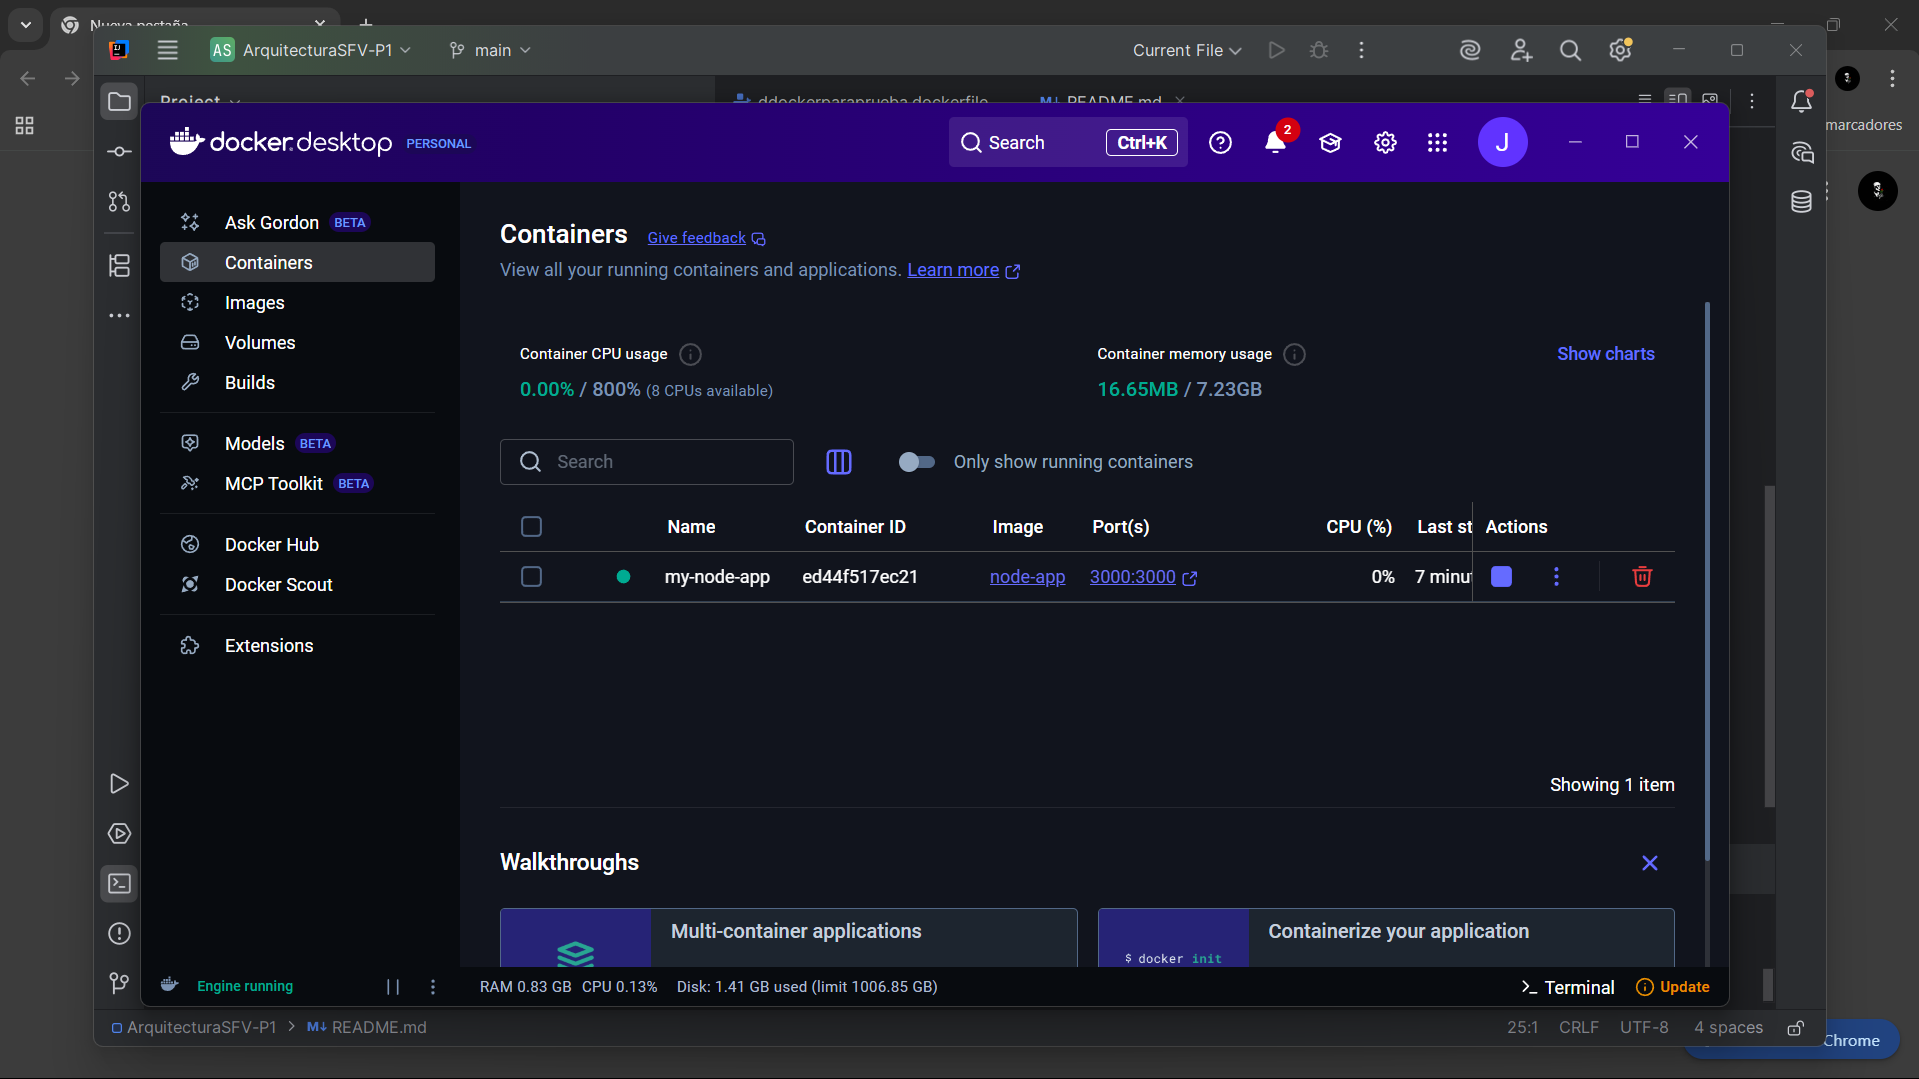 Nueva pestaña
AS ArquitecturaSFV-P1
main
Current File
Project
ddockerparaprueba.dockerfile
M↓ README.md
marcadores
docker.desktop PERSONAL
Search Ctrl+K
2
J
Ask Gordon BETA
Containers
Images
Volumes
Builds
Models BETA
MCP Toolkit BETA
Docker Hub
Docker Scout
Extensions
Containers Give feedback
View all your running containers and applications. Learn more
Container CPU usage
0.00% / 800% (8 CPUs available)
Container memory usage
16.65MB / 7.23GB
Show charts
Search
Only show running containers
Name Container ID Image Port(s) CPU (%) Last st Actions
my-node-app ed44f517ec21 node-app 3000:3000 0% 7 minut
Showing 1 item
Walkthroughs
Multi-container applications
Containerize your application
$ docker init
Engine running
RAM 0.83 GB CPU 0.13% Disk: 1.41 GB used (limit 1006.85 GB)
Terminal
Update
ArquitecturaSFV-P1 > M↓ README.md
25:1 CRLF UTF-8 4 spaces
Chrome